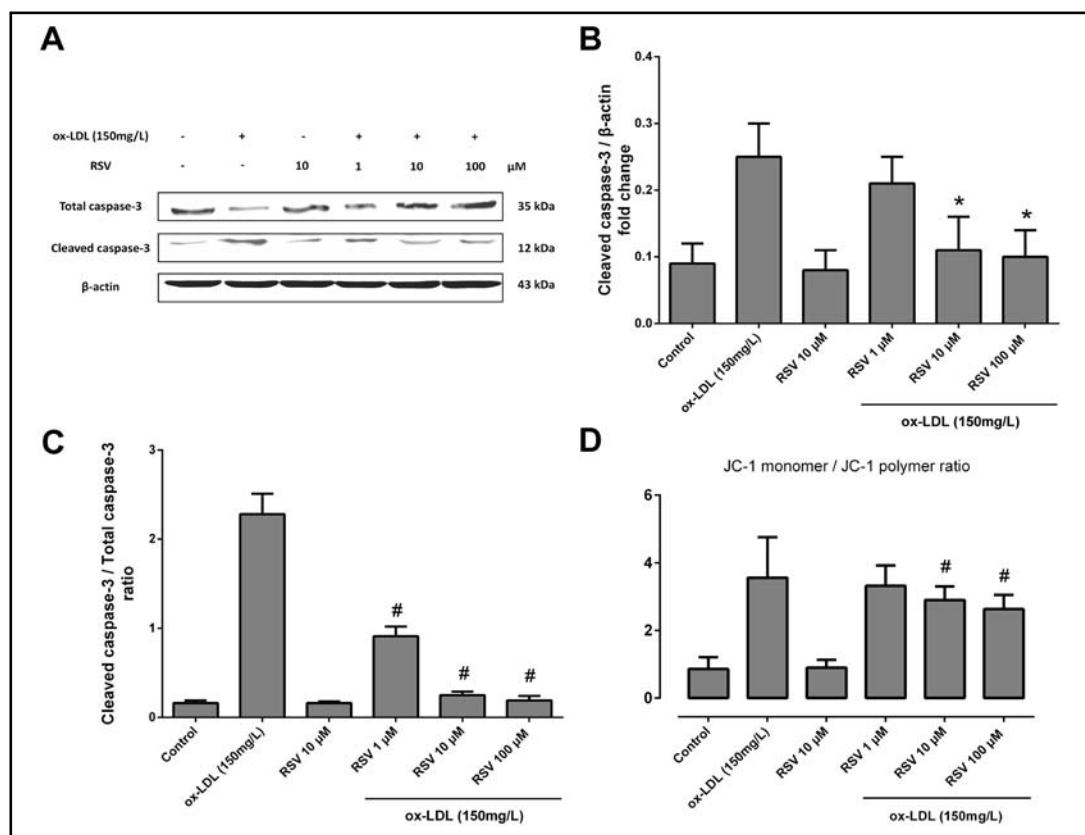 A
ox-LDL (150mg/L) - + - + + +
RSV - - 10 1 10 100 μM
Total caspase-3 35 kDa
Cleaved caspase-3 12 kDa
β-actin 43 kDa
B
Cleaved caspase-3 / β-actin
fold change
0.4
0.3
0.2
0.1
0.0
* *
Control
ox-LDL (150mg/L)
RSV 10 μM
RSV 1 μM
RSV 10 μM
RSV 100 μM
ox-LDL (150mg/L)
C
Cleaved caspase-3 / Total caspase-3
ratio
3
2
1
0
# # #
Control
ox-LDL (150mg/L)
RSV 10 μM
RSV 1 μM
RSV 10 μM
RSV 100 μM
ox-LDL (150mg/L)
D
JC-1 monomer / JC-1 polymer ratio
6
4
2
0
# #
Control
ox-LDL (150mg/L)
RSV 10 μM
RSV 1 μM
RSV 10 μM
RSV 100 μM
ox-LDL (150mg/L)